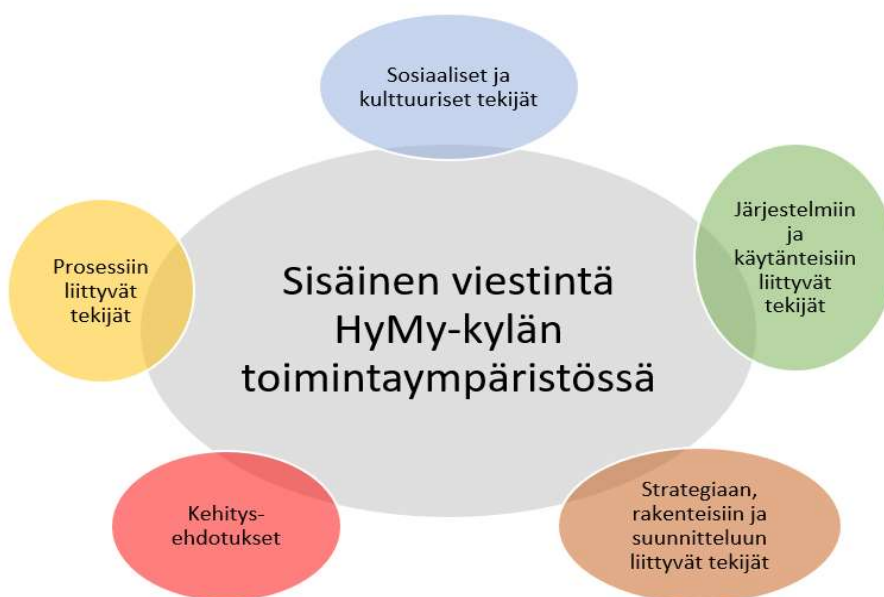 Sosiaaliset ja
kulttuuriset tekijät
Järjestelmiin
ja
käytänteisiin
liittyvät
tekijät
Prosessiin
liittyvät
tekijät
Sisäinen viestintä
HyMy-kylän
toimintaympäristössä
Kehitys-
ehdotukset
Strategiaan,
rakenteisiin ja
suunnitteluun
liittyvät tekijät